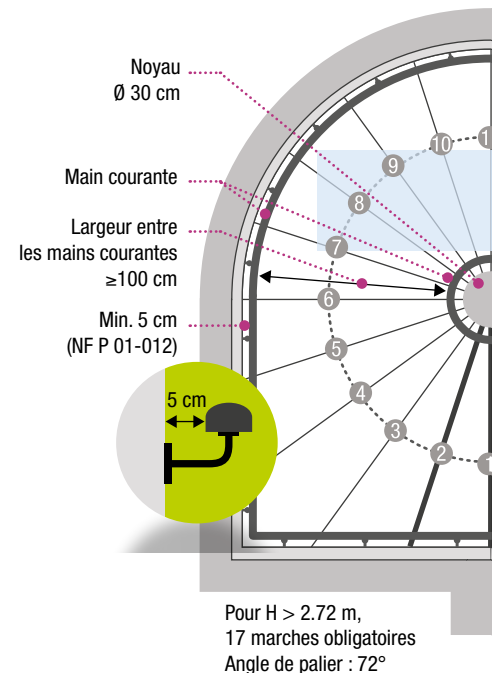 Noyau
Ø 30 cm
Main courante
Largeur entre
les mains courantes
≥100 cm
Min. 5 cm
(NF P 01-012)
5 cm
10
9
8
7
6
5
4
3
2
1
Pour H > 2.72 m,
17 marches obligatoires
Angle de palier : 72°